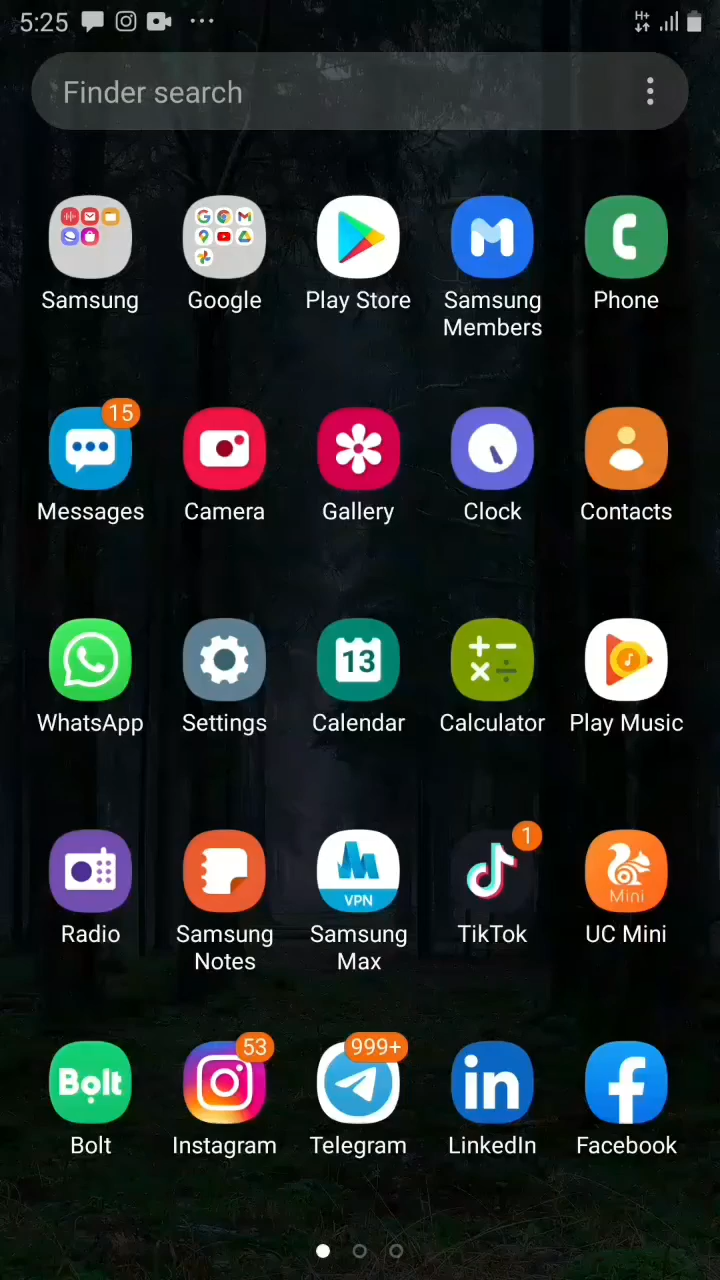 5:25
H+
Finder search
Samsung
Google
Play Store
Samsung
Members
Phone
15
Messages
Camera
Gallery
Clock
Contacts
WhatsApp
Settings
13
Calendar
Calculator
Play Music
Radio
Samsung
Notes
VPN
Samsung
Max
1
TikTok
Mini
UC Mini
Bolt
Bolt
53
Instagram
999+
Telegram
in
LinkedIn
Facebook